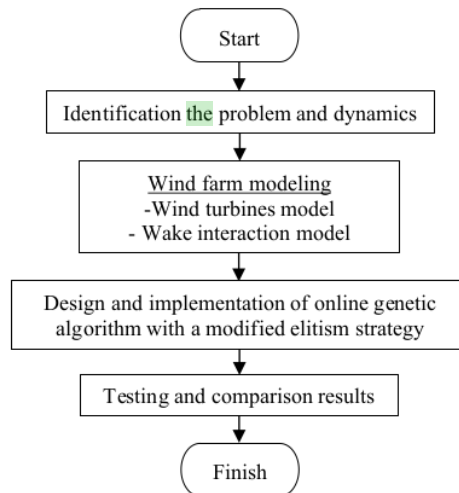 Start
Identification the problem and dynamics
Wind farm modeling
-Wind turbines model
- Wake interaction model
Design and implementation of online genetic
algorithm with a modified elitism strategy
Testing and comparison results
Finish